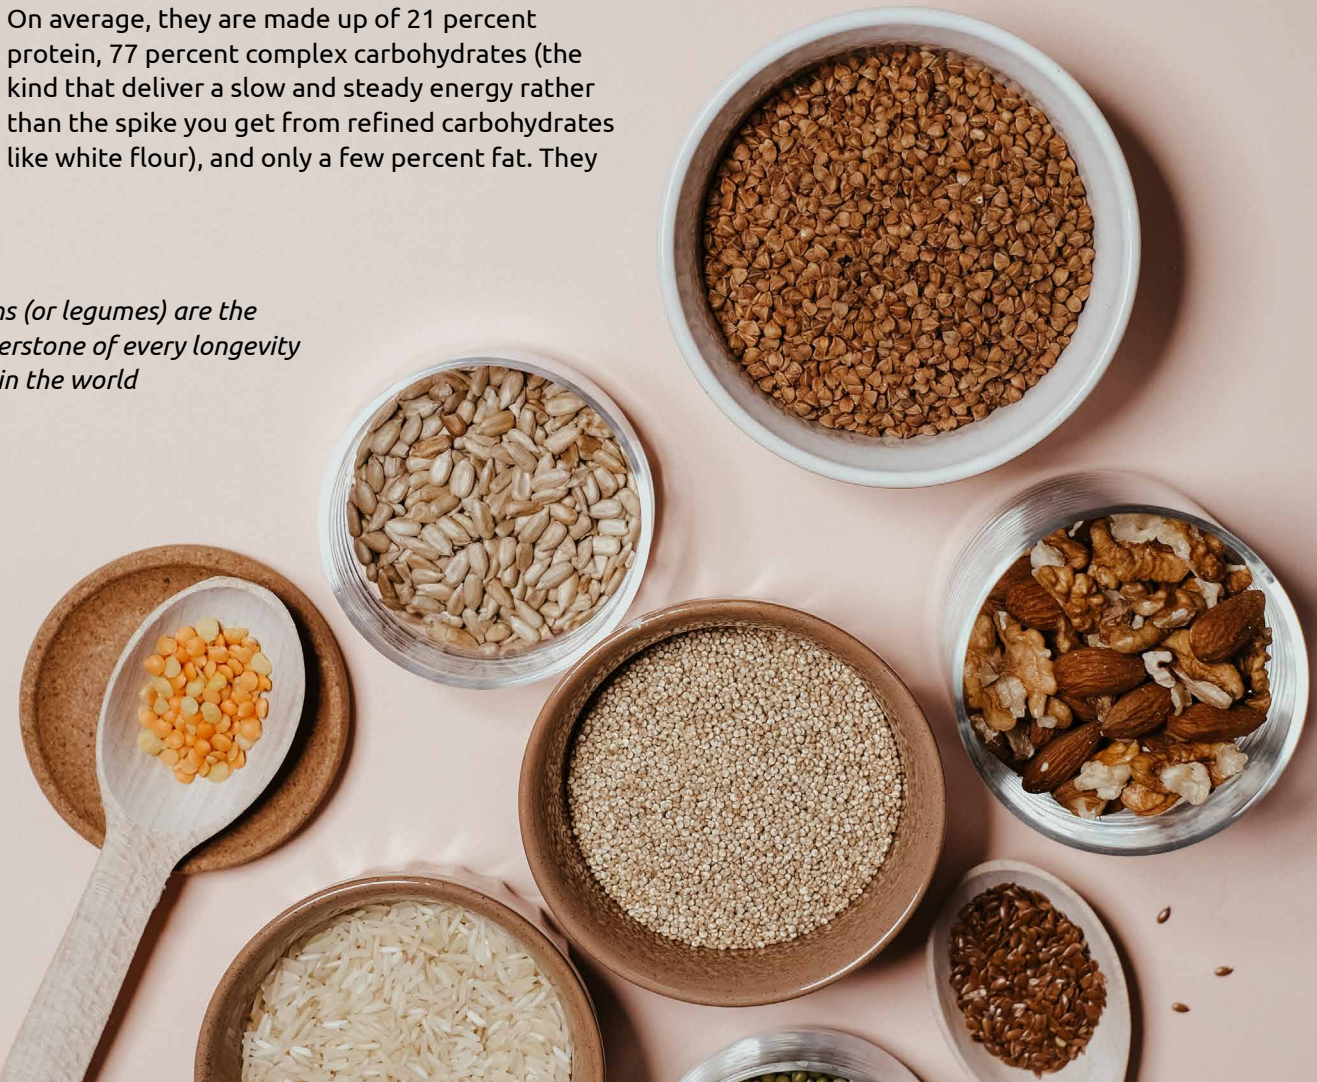 On average, they are made up of 21 percent
protein, 77 percent complex carbohydrates (the
kind that deliver a slow and steady energy rather
than the spike you get from refined carbohydrates
like white flour), and only a few percent fat. They
(or legumes) are the
of every longevity
in the world